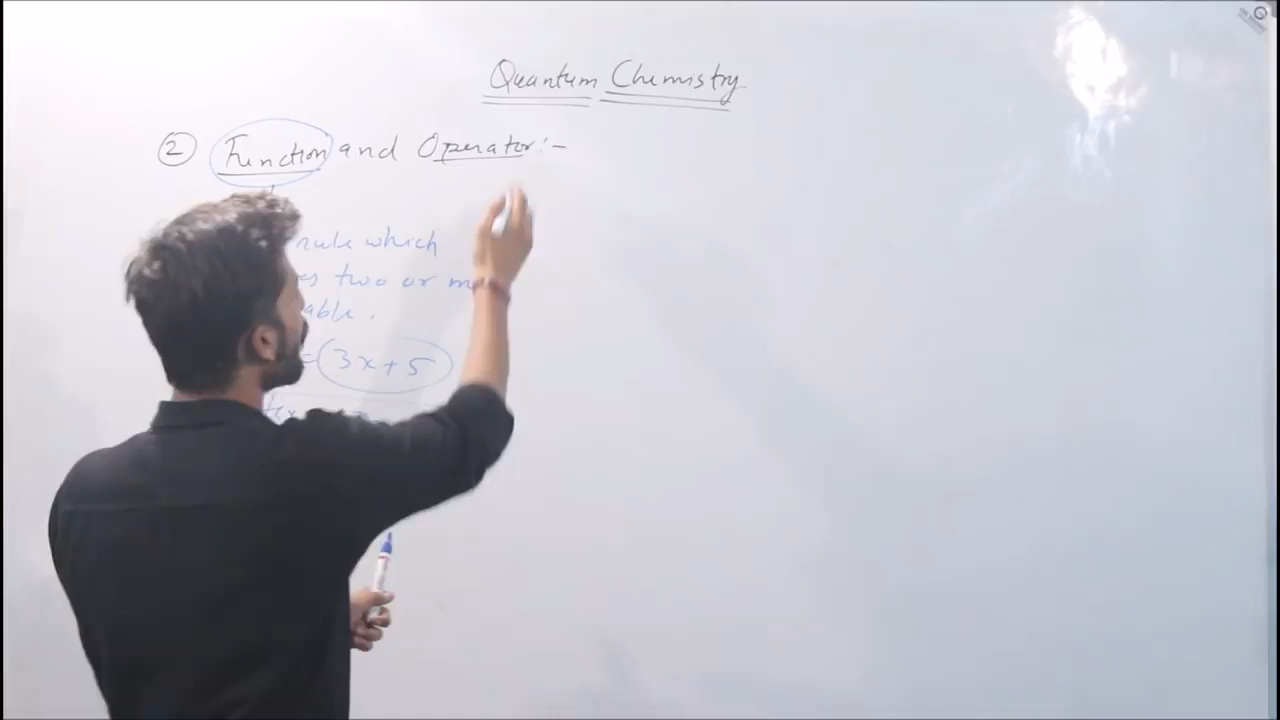 Quantum Chemistry
② Function and Operator :-
rule which
two or
able.
= 3x+5